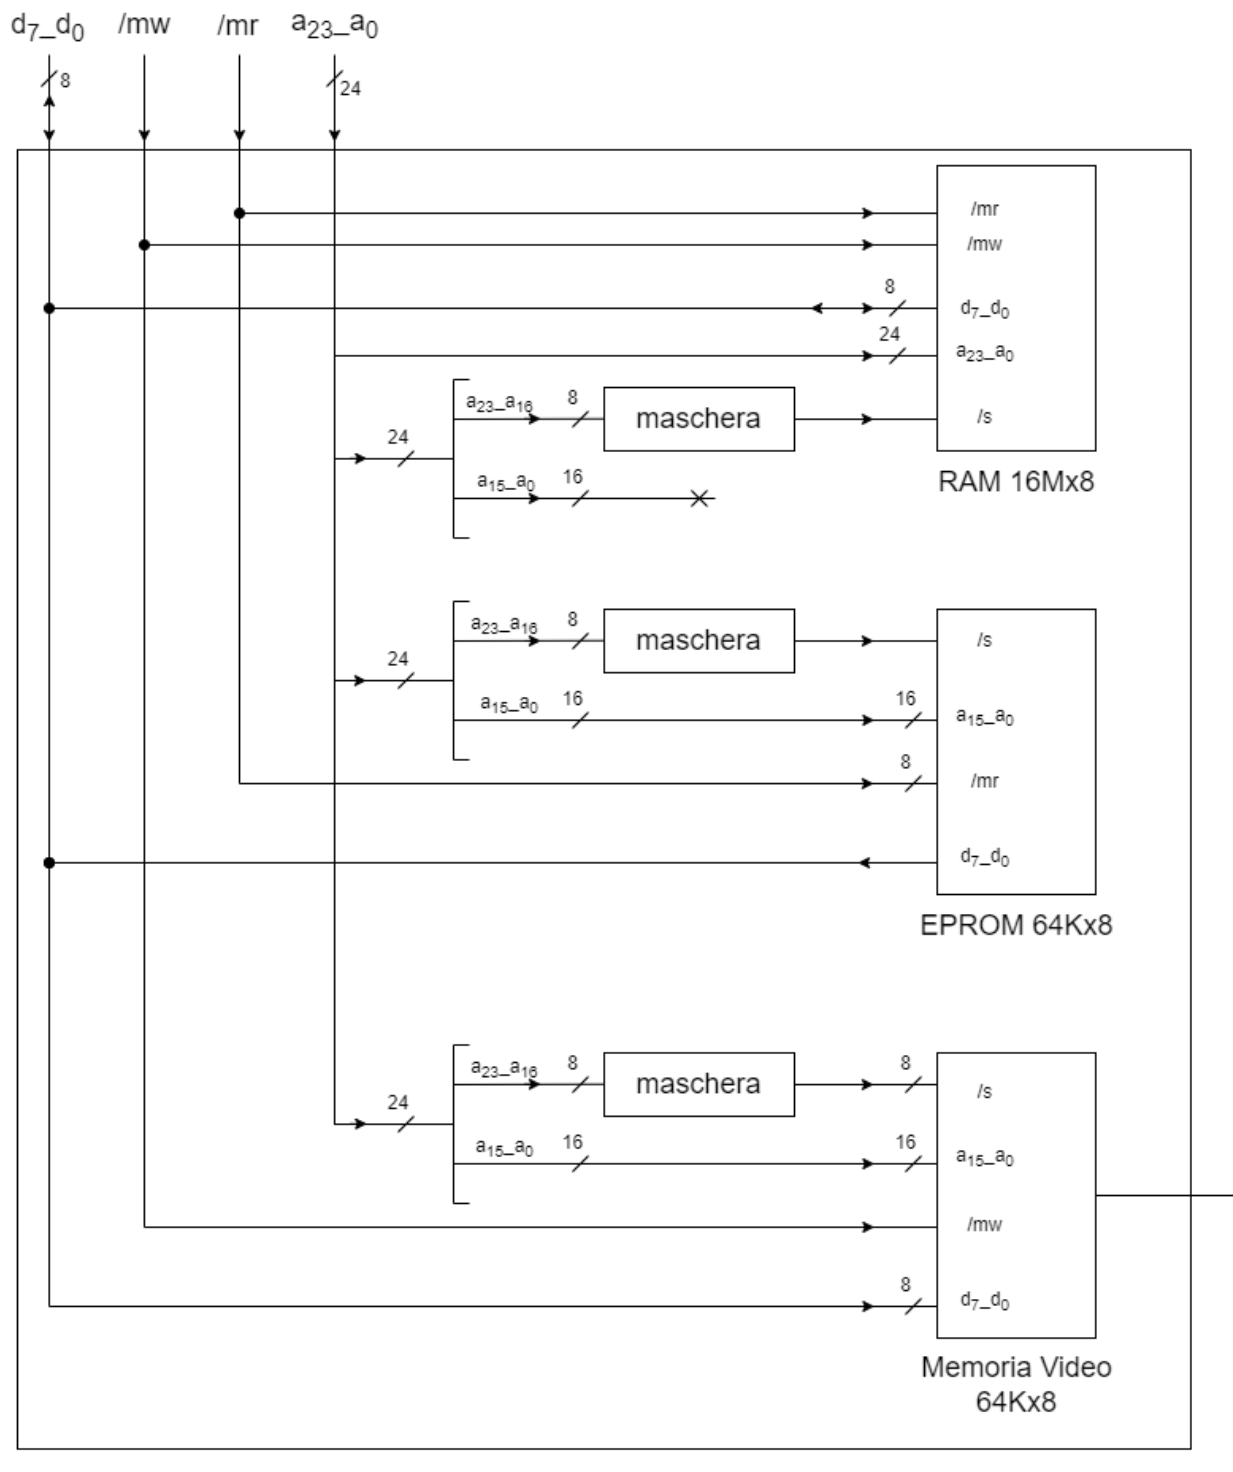 d7_d0 /mw /mr a23_a0
8
24
/mr
/mw
8
d7_d0
24
a23_a0
a23_a16 8 maschera /s
24
a15_a0 16
RAM 16Mx8
a23_a16 8 maschera /s
24
a15_a0 16 16 a15_a0
8 /mr
d7_d0
EPROM 64Kx8
a23_a16 8 maschera 8 /s
24
a15_a0 16 16 a15_a0
/mw
8 d7_d0
Memoria Video
64Kx8